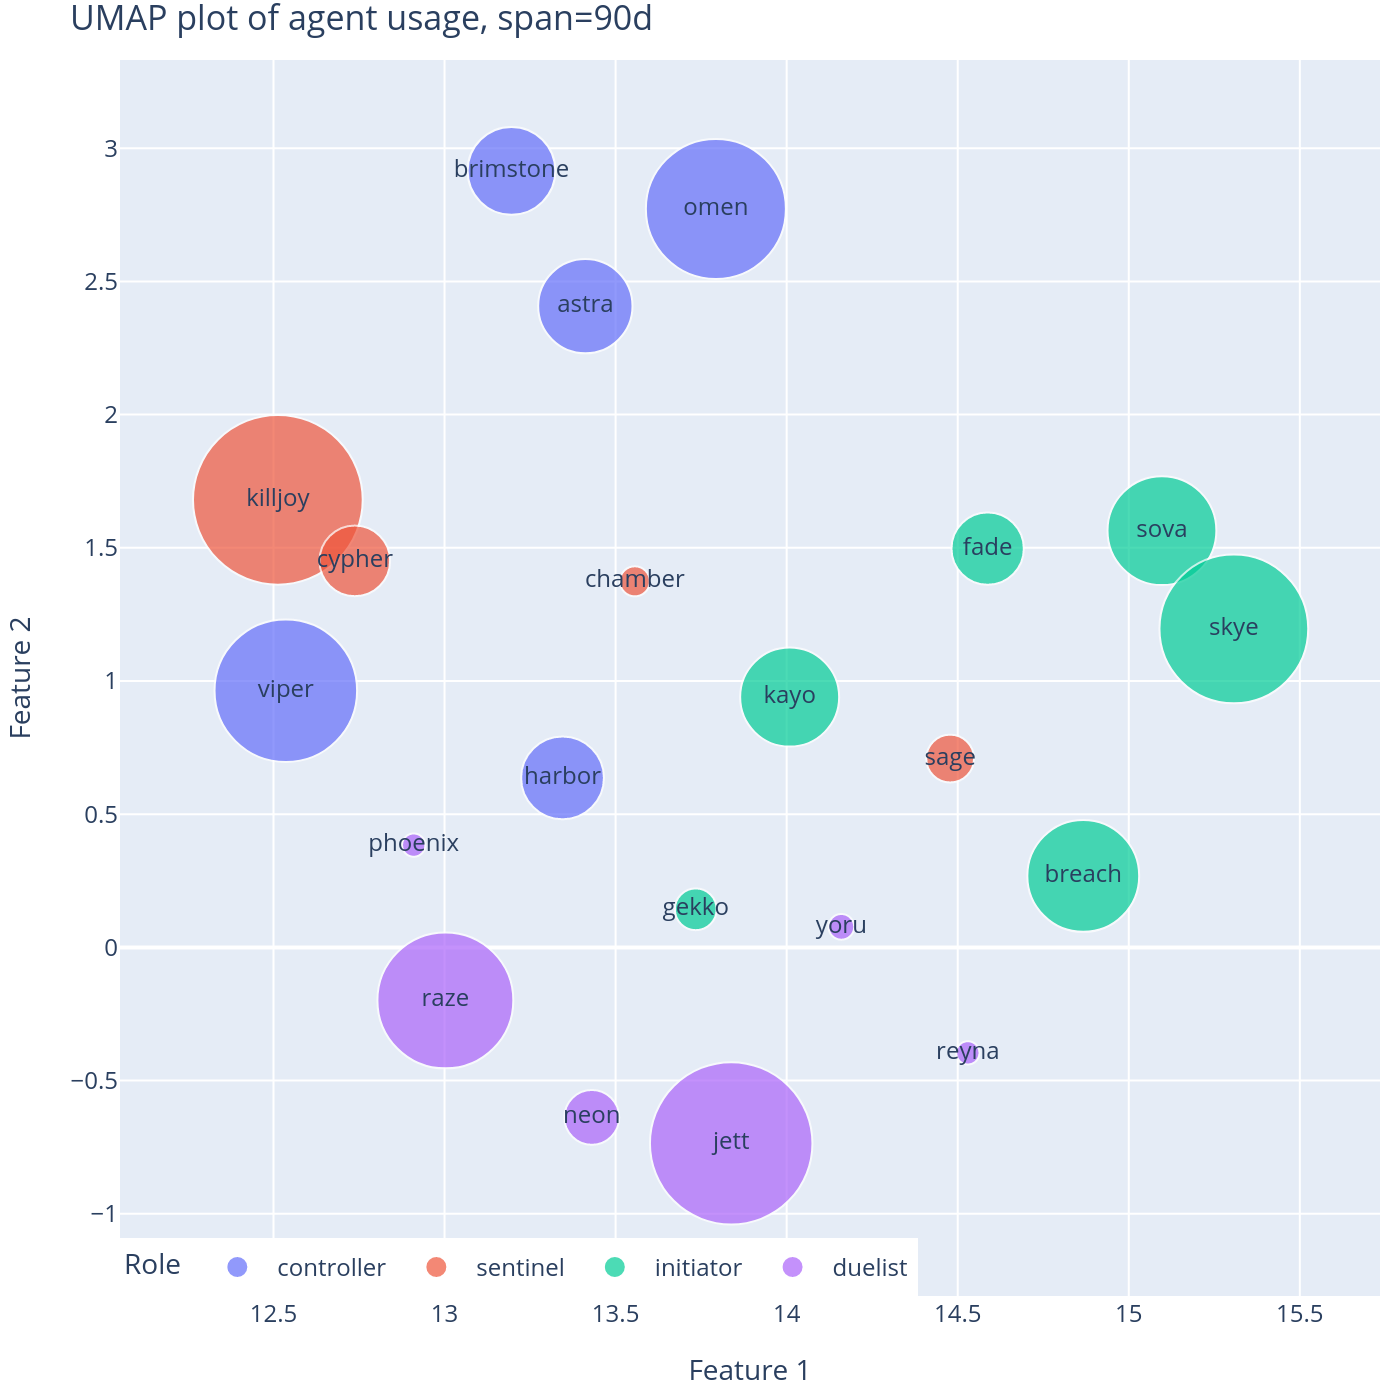 UMAP plot of agent usage, span=90d
3
2.5
2
1.5
1
0.5
0
−0.5
−1
Feature 2
brimstone
omen
astra
killjoy
cypher
chamber
fade
sova
skye
viper
kayo
harbor
sage
phoenix
breach
gekko
yoru
raze
reyna
neon
jett
Role controller sentinel initiator duelist
12.5 13 13.5 14 14.5 15 15.5
Feature 1